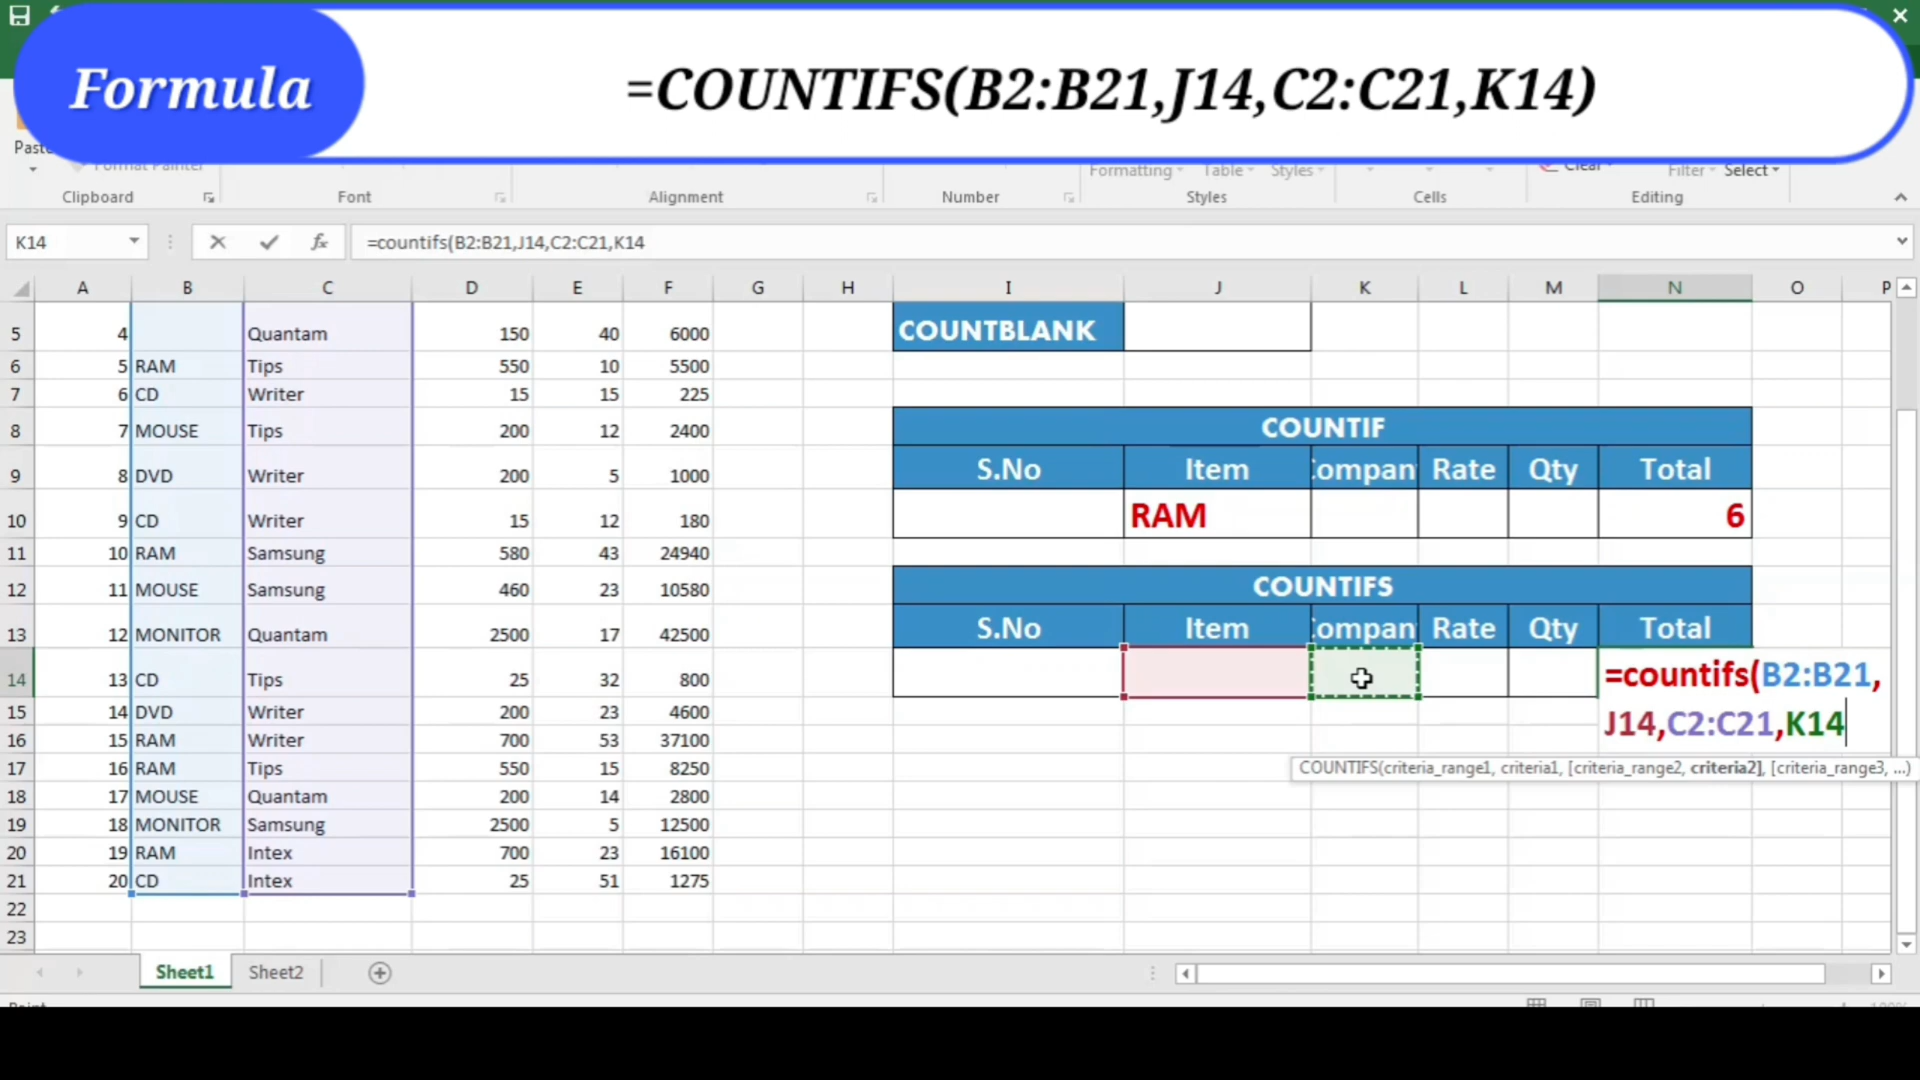 Formula
=COUNTIFS(B2:B21,J14,C2:C21,K14)
Format Painter
Formatting Table Styles Clear Filter Select
Clipboard Font Alignment Number Styles Cells Editing
K14 fx =countifs(B2:B21,J14,C2:C21,K14
A B C D E F G H I J K L M N O P
5 4 Quantam 150 40 6000 COUNTBLANK
6 5 RAM Tips 550 10 5500
7 6 CD Writer 15 15 225
8 7 MOUSE Tips 200 12 2400 COUNTIF
9 8 DVD Writer 200 5 1000 S.No Item ompan Rate Qty Total
10 9 CD Writer 15 12 180 RAM 6
11 10 RAM Samsung 580 43 24940
12 11 MOUSE Samsung 460 23 10580 COUNTIFS
13 12 MONITOR Quantam 2500 17 42500 S.No Item ompan Rate Qty Total
14 13 CD Tips 25 32 800 =countifs(B2:B21,
J14,C2:C21,K14
15 14 DVD Writer 200 23 4600
16 15 RAM Writer 700 53 37100
17 16 RAM Tips 550 15 8250 COUNTIFS(criteria_range1, criteria1, [criteria_range2, criteria2], [criteria_range3, ...)
18 17 MOUSE Quantam 200 14 2800
19 18 MONITOR Samsung 2500 5 12500
20 19 RAM Intex 700 23 16100
21 20 CD Intex 25 51 1275
22
23
Sheet1 Sheet2